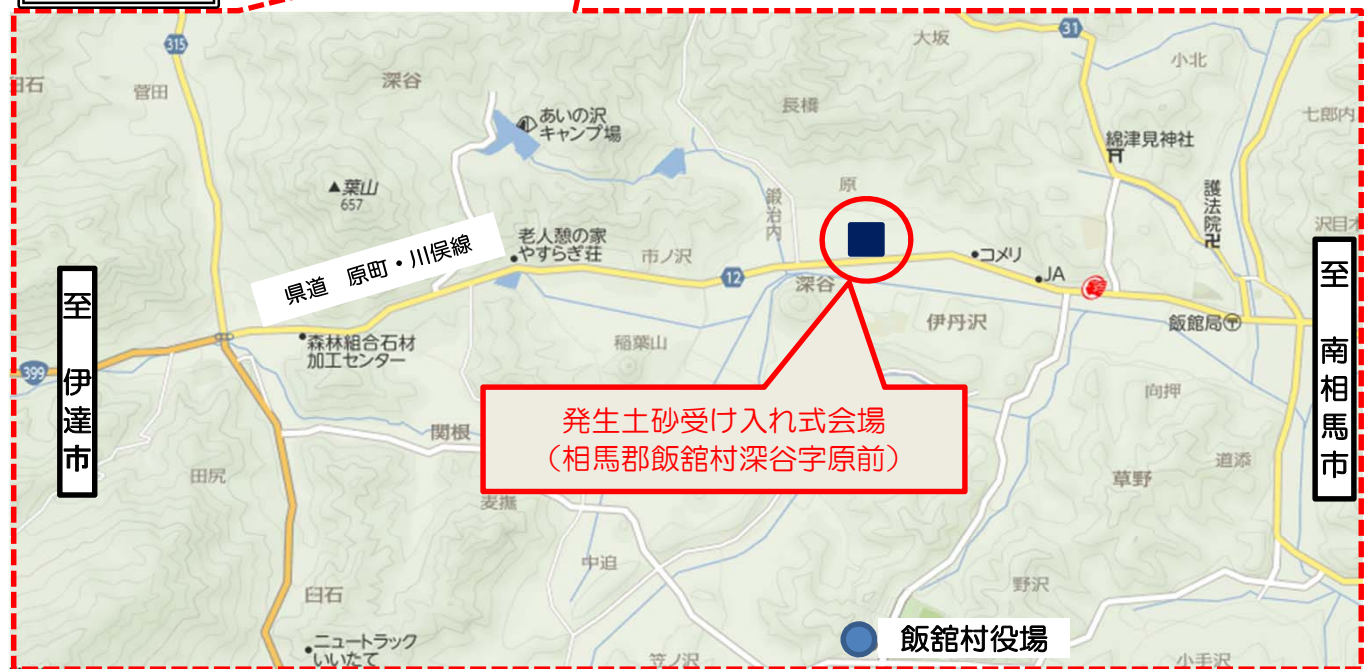 315
31
大坂
小北
深谷
菅田
七郎内
長橋
あいの沢
キャンプ場
綿津見神社
▲葉山
657
原
鍛治内
護法院
県道　原町・川俣線
老人憩の家
やすらぎ荘
市ノ沢
12
コメリ
JA
深谷
至　伊達市
至　南相馬市
伊丹沢
飯舘局
森林組合石材
加工センター
稲葉山
399
向押
発生土砂受け入れ式会場
（相馬郡飯舘村深谷字原前）
関根
道添
田尻
草野
麦撫
中迫
野沢
臼石
飯舘村役場
ニュートラック
いいたて
笠ノ沢
小手沢